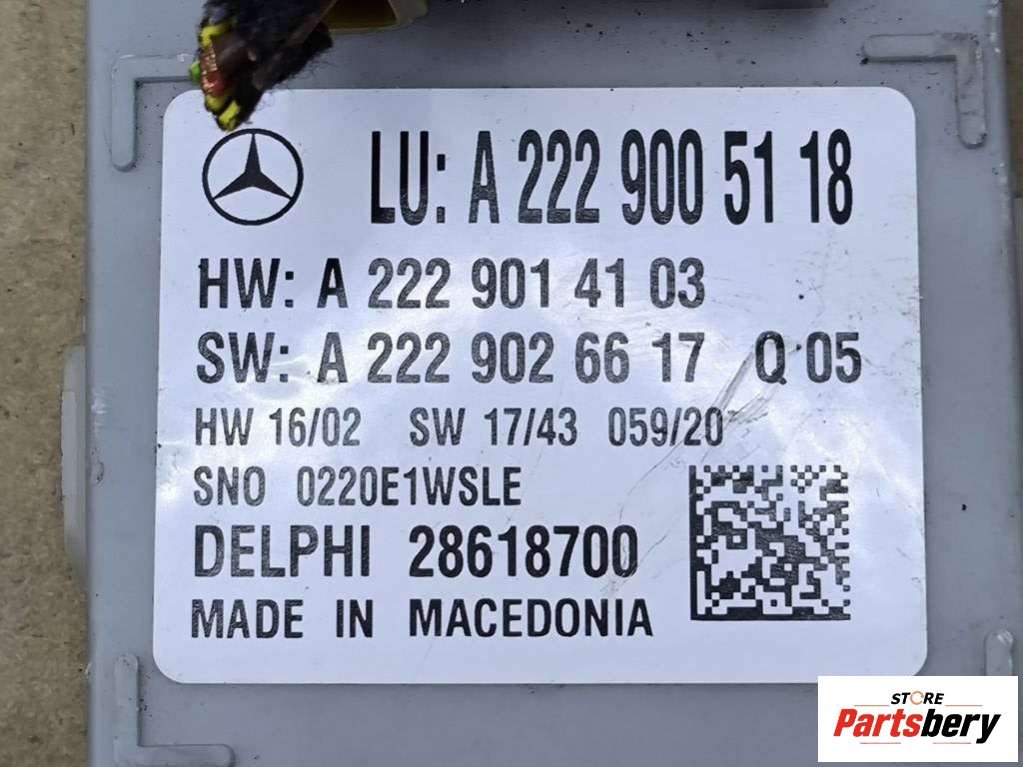 LU: A 222 900 51 18
HW: A 222 901 41 03
SW: A 222 902 66 17 Q 05
HW 16/02 SW 17/43 059/20
SNO 0220E1WSLE
DELPHI 28618700
MADE IN MACEDONIA
STORE
Partsbery